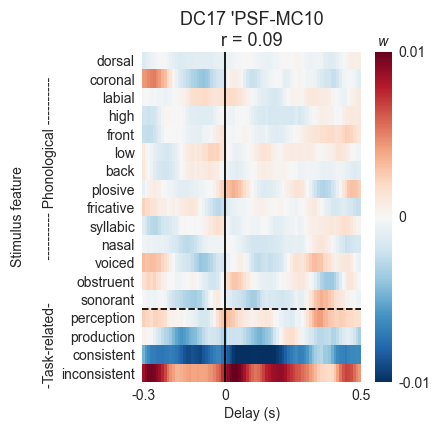 DC17 'PSF-MC10
r = 0.09
w
dorsal
coronal
labial
high
front
low
back
plosive
fricative
syllabic
nasal
voiced
obstruent
sonorant
perception
production
consistent
inconsistent
Stimulus feature
-Task-related- ----------- Phonological -----------
0.01
0
-0.01
-0.3 0 0.5
Delay (s)